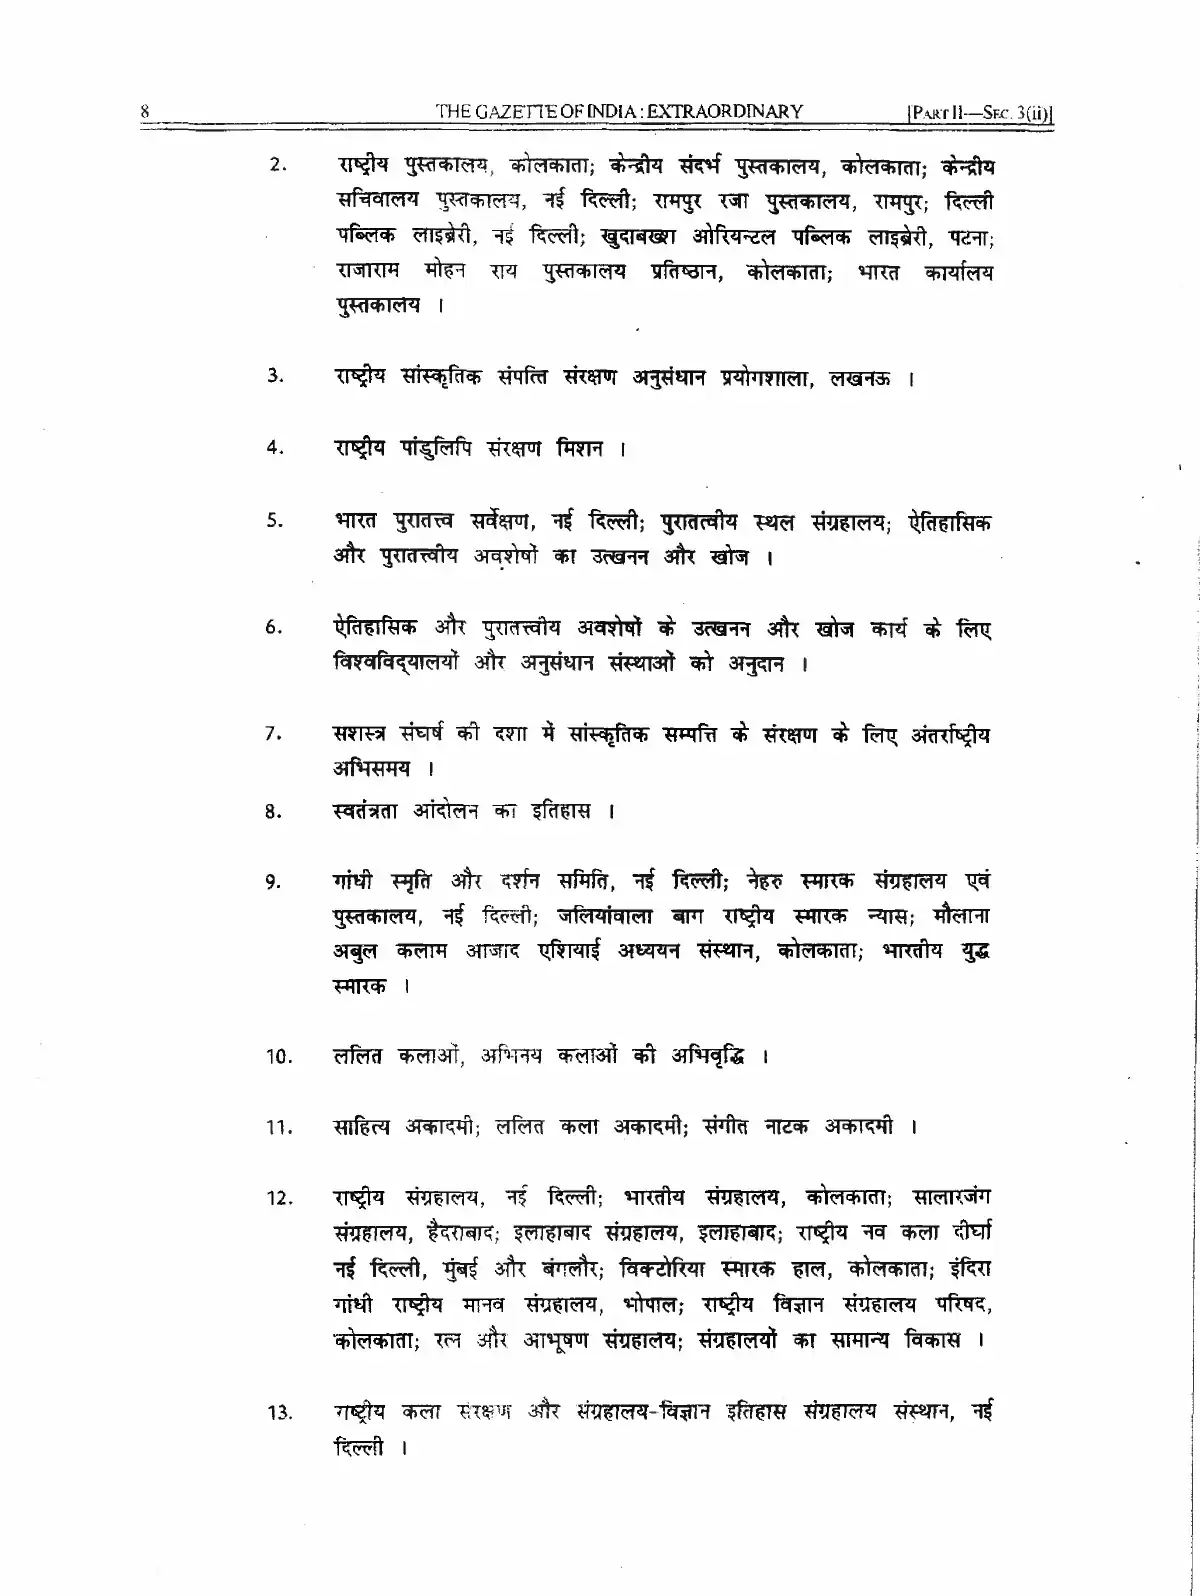 8 THE GAZETTE OF INDIA : EXTRAORDINARY [PART II—SEC. 3(ii)]
2. राष्ट्रीय पुस्तकालय, कोलकाता; केन्द्रीय संदर्भ पुस्तकालय, कोलकाता; केन्द्रीय
सचिवालय पुस्तकालय, नई दिल्ली; रामपुर रजा पुस्तकालय, रामपुर; दिल्ली
पब्लिक लाइब्रेरी, नई दिल्ली; खुदाबख्श ओरियन्टल पब्लिक लाइब्रेरी, पटना;
राजाराम मोहन राय पुस्तकालय प्रतिष्ठान, कोलकाता; भारत कार्यालय
पुस्तकालय ।
3. राष्ट्रीय सांस्कृतिक संपत्ति संरक्षण अनुसंधान प्रयोगशाला, लखनऊ ।
4. राष्ट्रीय पांडुलिपि संरक्षण मिशन ।
5. भारत पुरातत्त्व सर्वेक्षण, नई दिल्ली; पुरातत्वीय स्थल संग्रहालय; ऐतिहासिक
और पुरातत्त्वीय अवशेषों का उत्खनन और खोज ।
6. ऐतिहासिक और पुरातत्त्वीय अवशेषों के उत्खनन और खोज कार्य के लिए
विश्वविद्यालयों और अनुसंधान संस्थाओं को अनुदान ।
7. सशस्त्र संघर्ष की दशा में सांस्कृतिक सम्पत्ति के संरक्षण के लिए अंतर्राष्ट्रीय
अभिसमय ।
8. स्वतंत्रता आंदोलन का इतिहास ।
9. गांधी स्मृति और दर्शन समिति, नई दिल्ली; नेहरु स्मारक संग्रहालय एवं
पुस्तकालय, नई दिल्ली; जलियांवाला बाग राष्ट्रीय स्मारक न्यास; मौलाना
अबुल कलाम आजाद एशियाई अध्ययन संस्थान, कोलकाता; भारतीय युद्ध
स्मारक ।
10. ललित कलाओं, अभिनय कलाओं की अभिवृद्धि ।
11. साहित्य अकादमी; ललित कला अकादमी; संगीत नाटक अकादमी ।
12. राष्ट्रीय संग्रहालय, नई दिल्ली; भारतीय संग्रहालय, कोलकाता; सालारजंग
संग्रहालय, हैदराबाद; इलाहाबाद संग्रहालय, इलाहाबाद; राष्ट्रीय नव कला दीर्घा
नई दिल्ली, मुंबई और बंगलौर; विक्टोरिया स्मारक हाल, कोलकाता; इंदिरा
गांधी राष्ट्रीय मानव संग्रहालय, भोपाल; राष्ट्रीय विज्ञान संग्रहालय परिषद,
कोलकाता; रत्न और आभूषण संग्रहालय; संग्रहालयों का सामान्य विकास ।
13. राष्ट्रीय कला संरक्षण और संग्रहालय-विज्ञान इतिहास संग्रहालय संस्थान, नई
दिल्ली ।